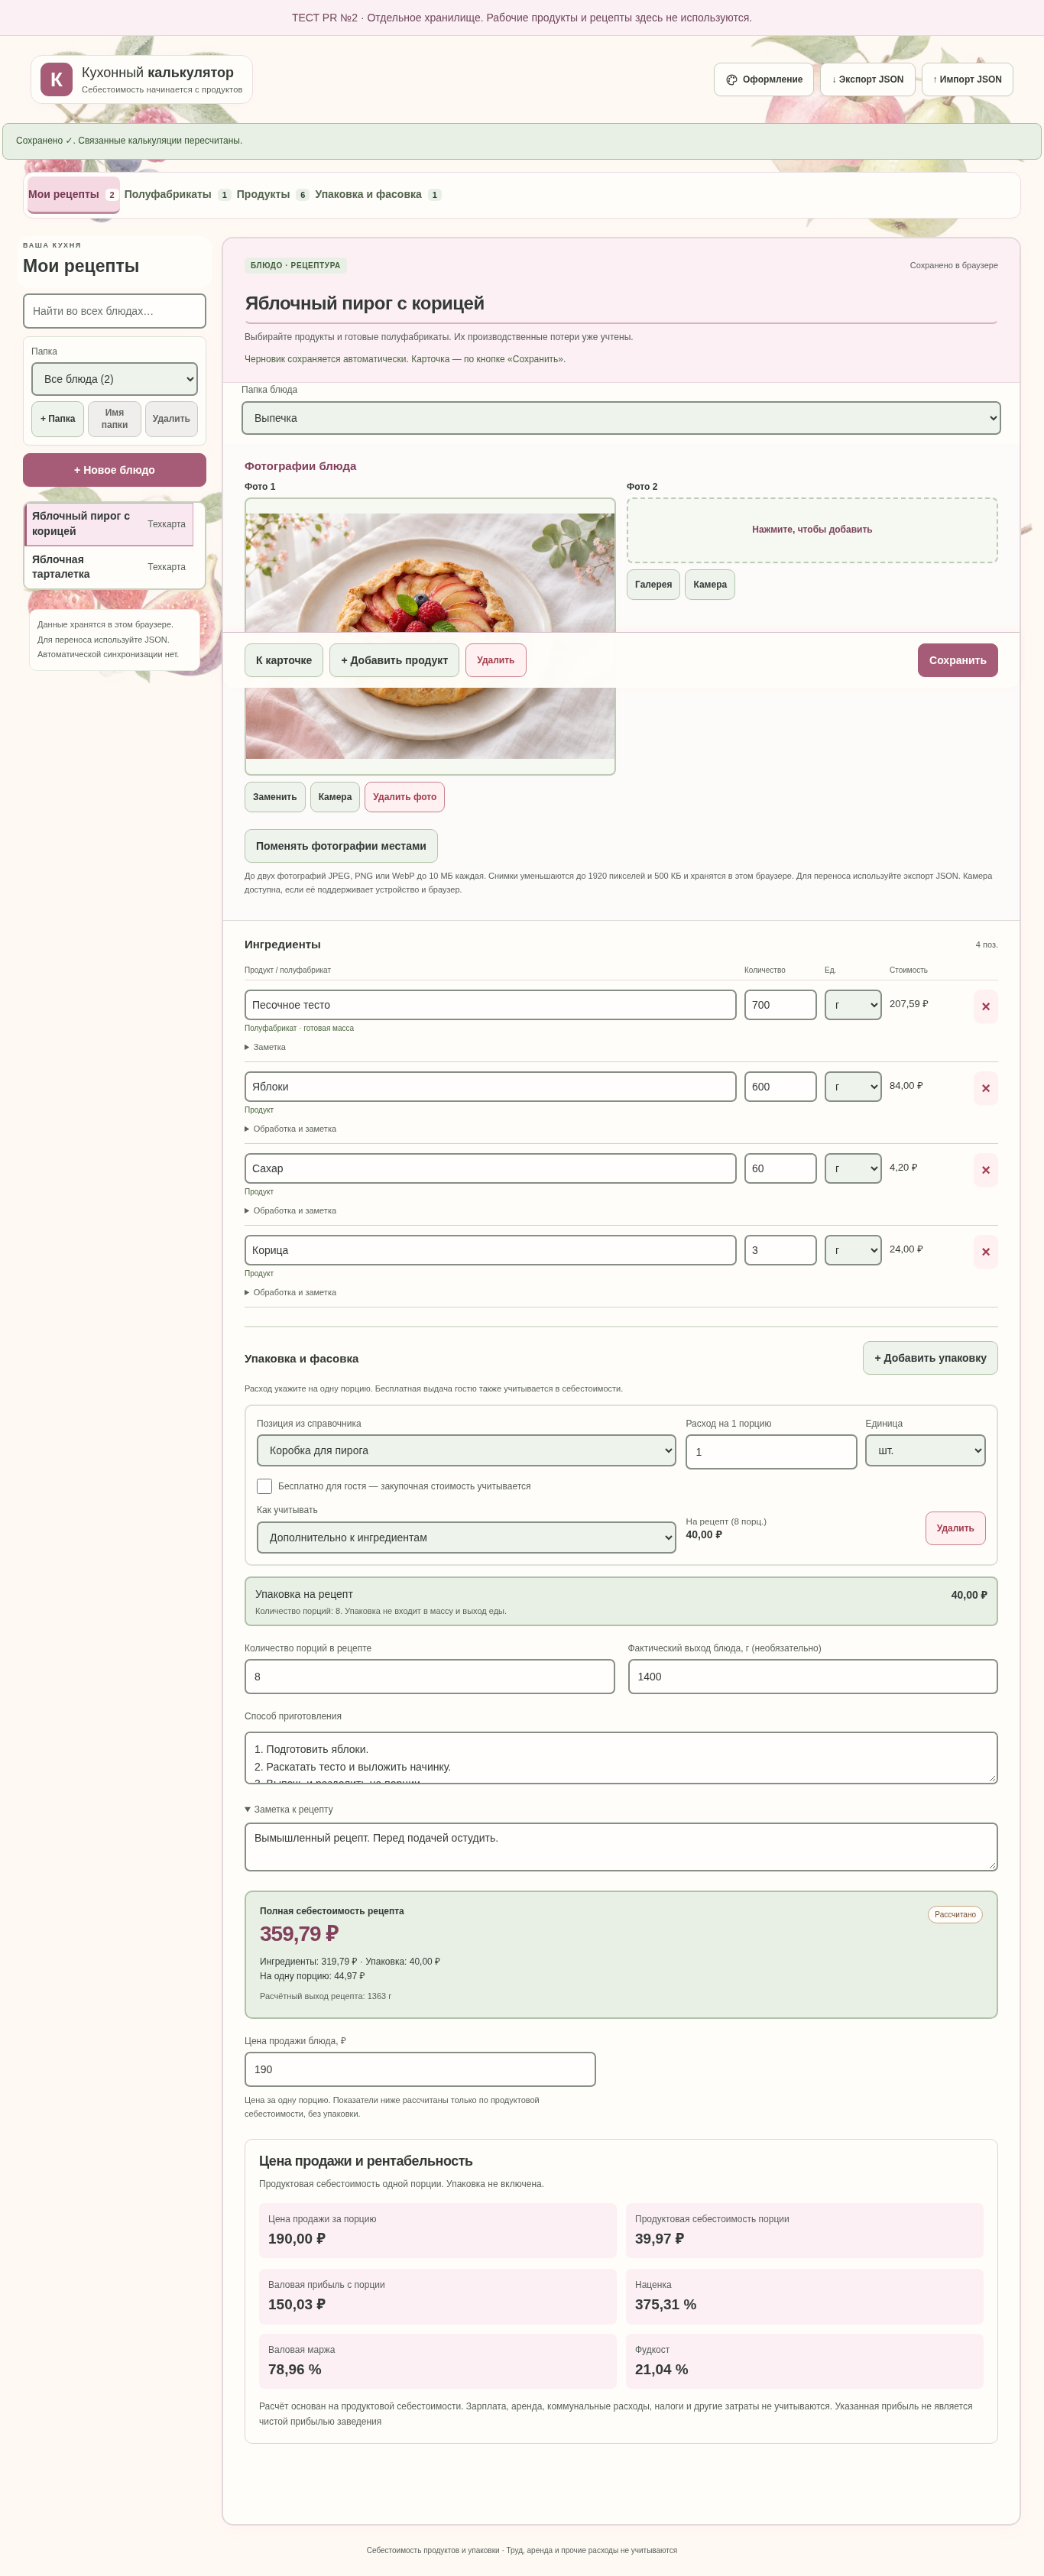 ТЕСТ PR №2 · Отдельное хранилище. Рабочие продукты и рецепты здесь не используются.
К
Кухонный калькулятор
Себестоимость начинается с продуктов
Оформление
↓ Экспорт JSON
↑ Импорт JSON
Сохранено ✓. Связанные калькуляции пересчитаны.
Мои рецепты 2
Полуфабрикаты 1
Продукты 6
Упаковка и фасовка 1
ВАША КУХНЯ
Мои рецепты
Найти во всех блюдах…
Папка
Все блюда (2)
+ Папка
Имя
папки
Удалить
+ Новое блюдо
Яблочный пирог с
корицей
Техкарта
Яблочная
тарталетка
Техкарта
Данные хранятся в этом браузере.
Для переноса используйте JSON.
Автоматической синхронизации нет.
БЛЮДО · РЕЦЕПТУРА
Сохранено в браузере
Яблочный пирог с корицей
Выбирайте продукты и готовые полуфабрикаты. Их производственные потери уже учтены.
Черновик сохраняется автоматически. Карточка — по кнопке «Сохранить».
Папка блюда
Выпечка
Фотографии блюда
Фото 1
Фото 2
Нажмите, чтобы добавить
Галерея
Камера
К карточке
+ Добавить продукт
Удалить
Сохранить
Заменить
Камера
Удалить фото
Поменять фотографии местами
До двух фотографий JPEG, PNG или WebP до 10 МБ каждая. Снимки уменьшаются до 1920 пикселей и 500 КБ и хранятся в этом браузере. Для переноса используйте экспорт JSON. Камера
доступна, если её поддерживает устройство и браузер.
Ингредиенты
4 поз.
Продукт / полуфабрикат
Количество
Ед.
Стоимость
Песочное тесто
700
г
207,59 ₽
×
Полуфабрикат · готовая масса
▶ Заметка
Яблоки
600
г
84,00 ₽
×
Продукт
▶ Обработка и заметка
Сахар
60
г
4,20 ₽
×
Продукт
▶ Обработка и заметка
Корица
3
г
24,00 ₽
×
Продукт
▶ Обработка и заметка
Упаковка и фасовка
+ Добавить упаковку
Расход укажите на одну порцию. Бесплатная выдача гостю также учитывается в себестоимости.
Позиция из справочника
Расход на 1 порцию
Единица
Коробка для пирога
1
шт.
Бесплатно для гостя — закупочная стоимость учитывается
Как учитывать
Дополнительно к ингредиентам
На рецепт (8 порц.)
40,00 ₽
Удалить
Упаковка на рецепт
40,00 ₽
Количество порций: 8. Упаковка не входит в массу и выход еды.
Количество порций в рецепте
Фактический выход блюда, г (необязательно)
8
1400
Способ приготовления
1. Подготовить яблоки.
2. Раскатать тесто и выложить начинку.
3. Выпечь и разделить на порции.
▼ Заметка к рецепту
Вымышленный рецепт. Перед подачей остудить.
Полная себестоимость рецепта
Рассчитано
359,79 ₽
Ингредиенты: 319,79 ₽ · Упаковка: 40,00 ₽
На одну порцию: 44,97 ₽
Расчётный выход рецепта: 1363 г
Цена продажи блюда, ₽
190
Цена за одну порцию. Показатели ниже рассчитаны только по продуктовой
себестоимости, без упаковки.
Цена продажи и рентабельность
Продуктовая себестоимость одной порции. Упаковка не включена.
Цена продажи за порцию
190,00 ₽
Продуктовая себестоимость порции
39,97 ₽
Валовая прибыль с порции
150,03 ₽
Наценка
375,31 %
Валовая маржа
78,96 %
Фудкост
21,04 %
Расчёт основан на продуктовой себестоимости. Зарплата, аренда, коммунальные расходы, налоги и другие затраты не учитываются. Указанная прибыль не является
чистой прибылью заведения
Себестоимость продуктов и упаковки · Труд, аренда и прочие расходы не учитываются